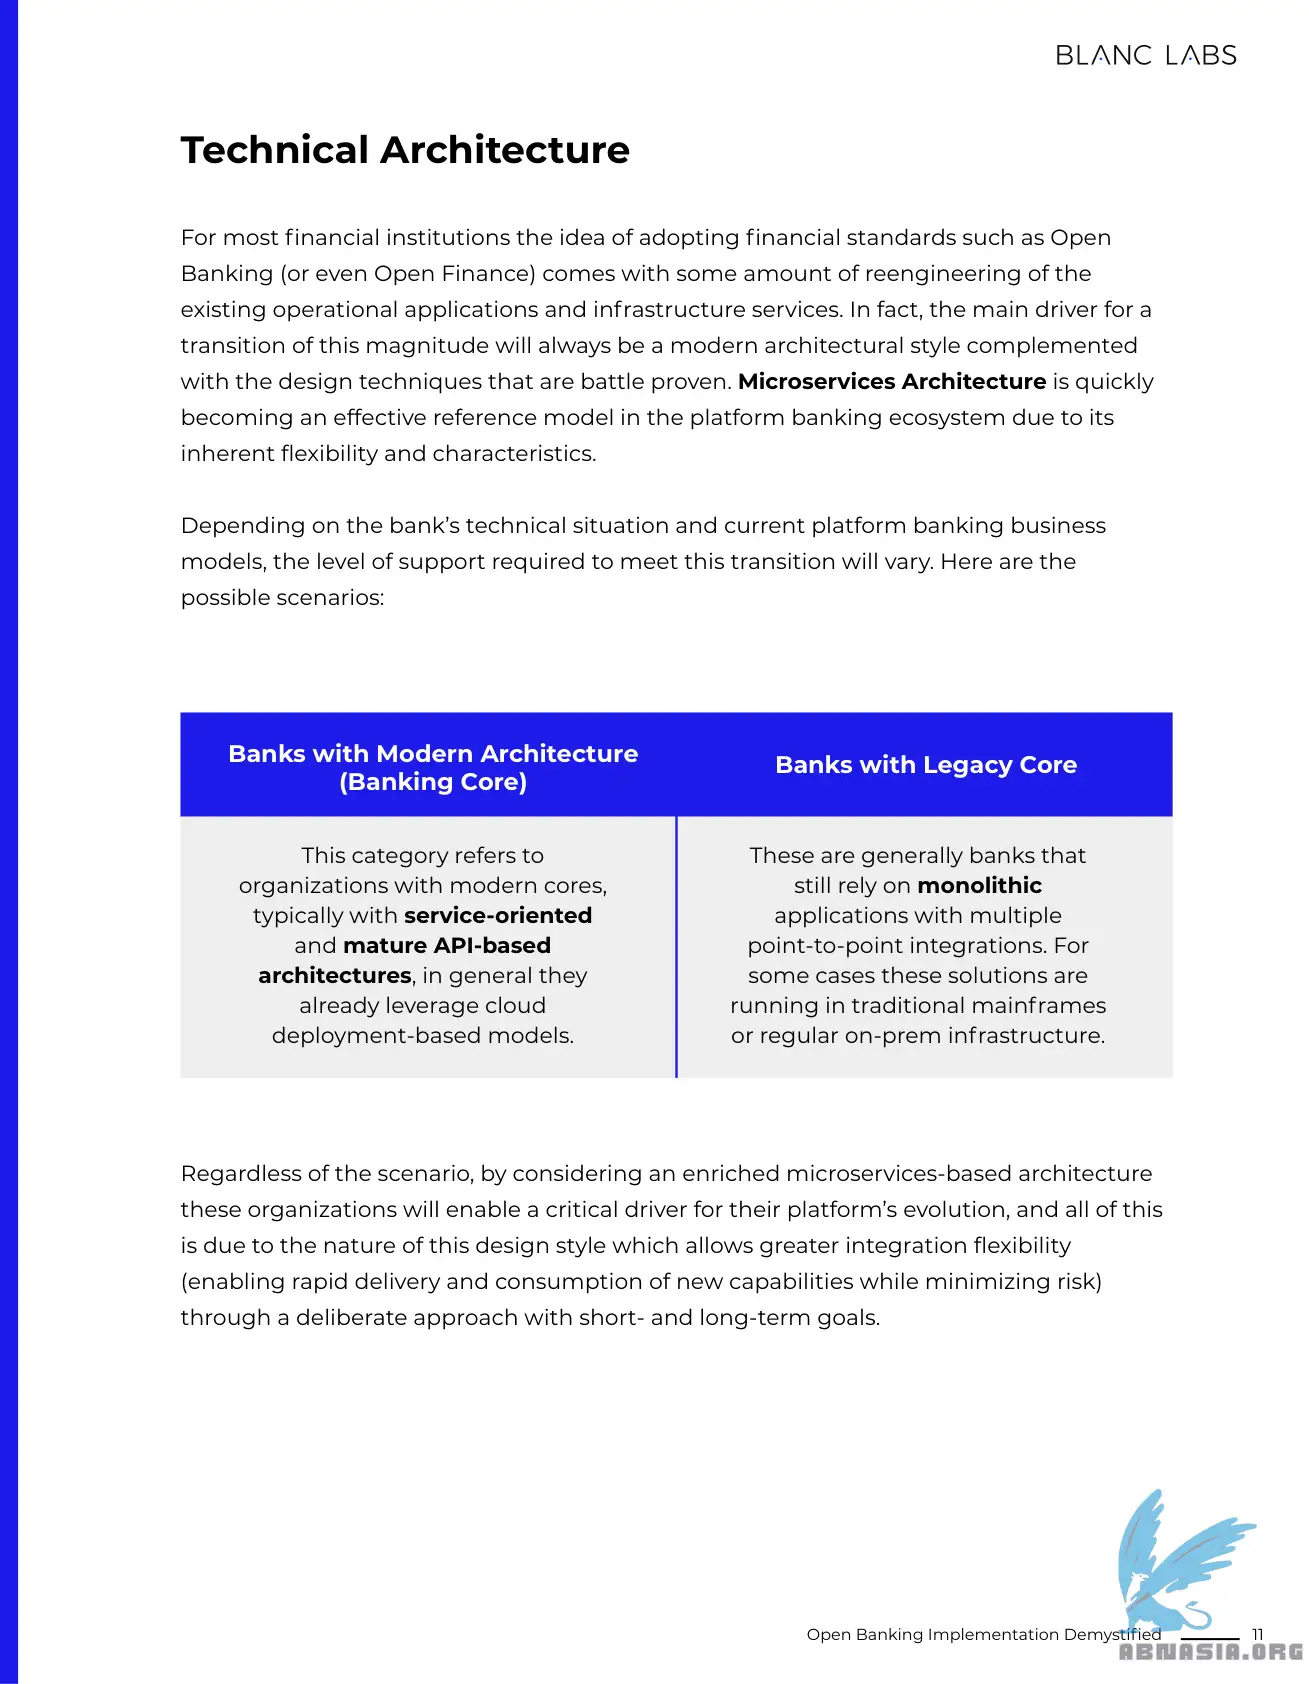 BLANC LABS
Technical Architecture
For most financial institutions the idea of adopting financial standards such as Open
Banking (or even Open Finance) comes with some amount of reengineering of the
existing operational applications and infrastructure services. In fact, the main driver for a
transition of this magnitude will always be a modern architectural style complemented
with the design techniques that are battle proven. Microservices Architecture is quickly
becoming an effective reference model in the platform banking ecosystem due to its
inherent flexibility and characteristics.
Depending on the bank’s technical situation and current platform banking business
models, the level of support required to meet this transition will vary. Here are the
possible scenarios:
Banks with Modern Architecture
(Banking Core)
This category refers to
organizations with modern cores,
typically with service-oriented
and mature API-based
architectures, in general they
already leverage cloud
deployment-based models.
Banks with Legacy Core
These are generally banks that
still rely on monolithic
applications with multiple
point-to-point integrations. For
some cases these solutions are
running in traditional mainframes
or regular on-prem infrastructure.
Regardless of the scenario, by considering an enriched microservices-based architecture
these organizations will enable a critical driver for their platform’s evolution, and all of this
is due to the nature of this design style which allows greater integration flexibility
(enabling rapid delivery and consumption of new capabilities while minimizing risk)
through a deliberate approach with short- and long-term goals.
Open Banking Implementation Demystified 11
ABNASIA.ORG